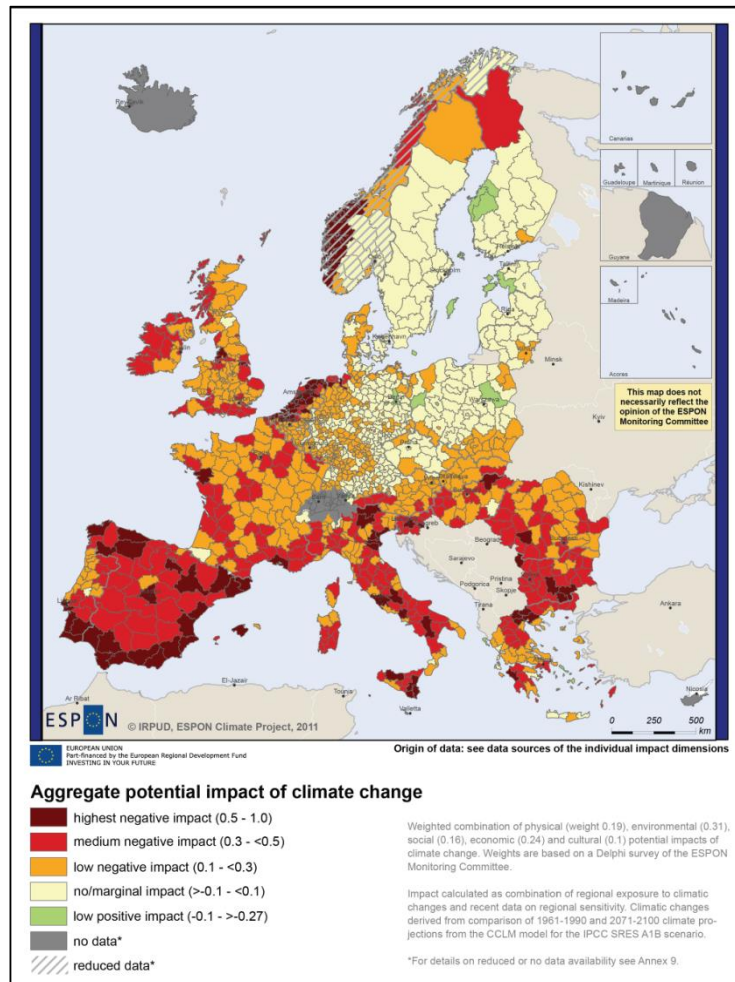 Reykjavik
Canarias
Guadeloupe Martinique Réunion
Guyane
Madeira
Acores
This map does not
necessarily reflect the
opinion of the ESPON
Monitoring Committee
Oslo
Stockholm
Tallinn
Riga
København
Minsk
Kyiv
Kishinev
Zagreb
Beograd
Sarajevo
Podgorica
Pristina
Skopje
Tirana
Ankara
Nicosia
El-Jazair
Tounis
Ar Ribat
Valletta
ESPON
© IRPUD, ESPON Climate Project, 2011
0 250 500
km
EUROPEAN UNION
Part-financed by the European Regional Development Fund
INVESTING IN YOUR FUTURE
Origin of data: see data sources of the individual impact dimensions
Aggregate potential impact of climate change
highest negative impact (0.5 - 1.0)
medium negative impact (0.3 - <0.5)
low negative impact (0.1 - <0.3)
no/marginal impact (>-0.1 - <0.1)
low positive impact (-0.1 - >-0.27)
no data*
reduced data*
Weighted combination of physical (weight 0.19), environmental (0.31),
social (0.16), economic (0.24) and cultural (0.1) potential impacts of
climate change. Weights are based on a Delphi survey of the ESPON
Monitoring Committee.
Impact calculated as combination of regional exposure to climatic
changes and recent data on regional sensitivity. Climatic changes
derived from comparison of 1961-1990 and 2071-2100 climate pro-
jections from the CCLM model for the IPCC SRES A1B scenario.
*For details on reduced or no data availability see Annex 9.